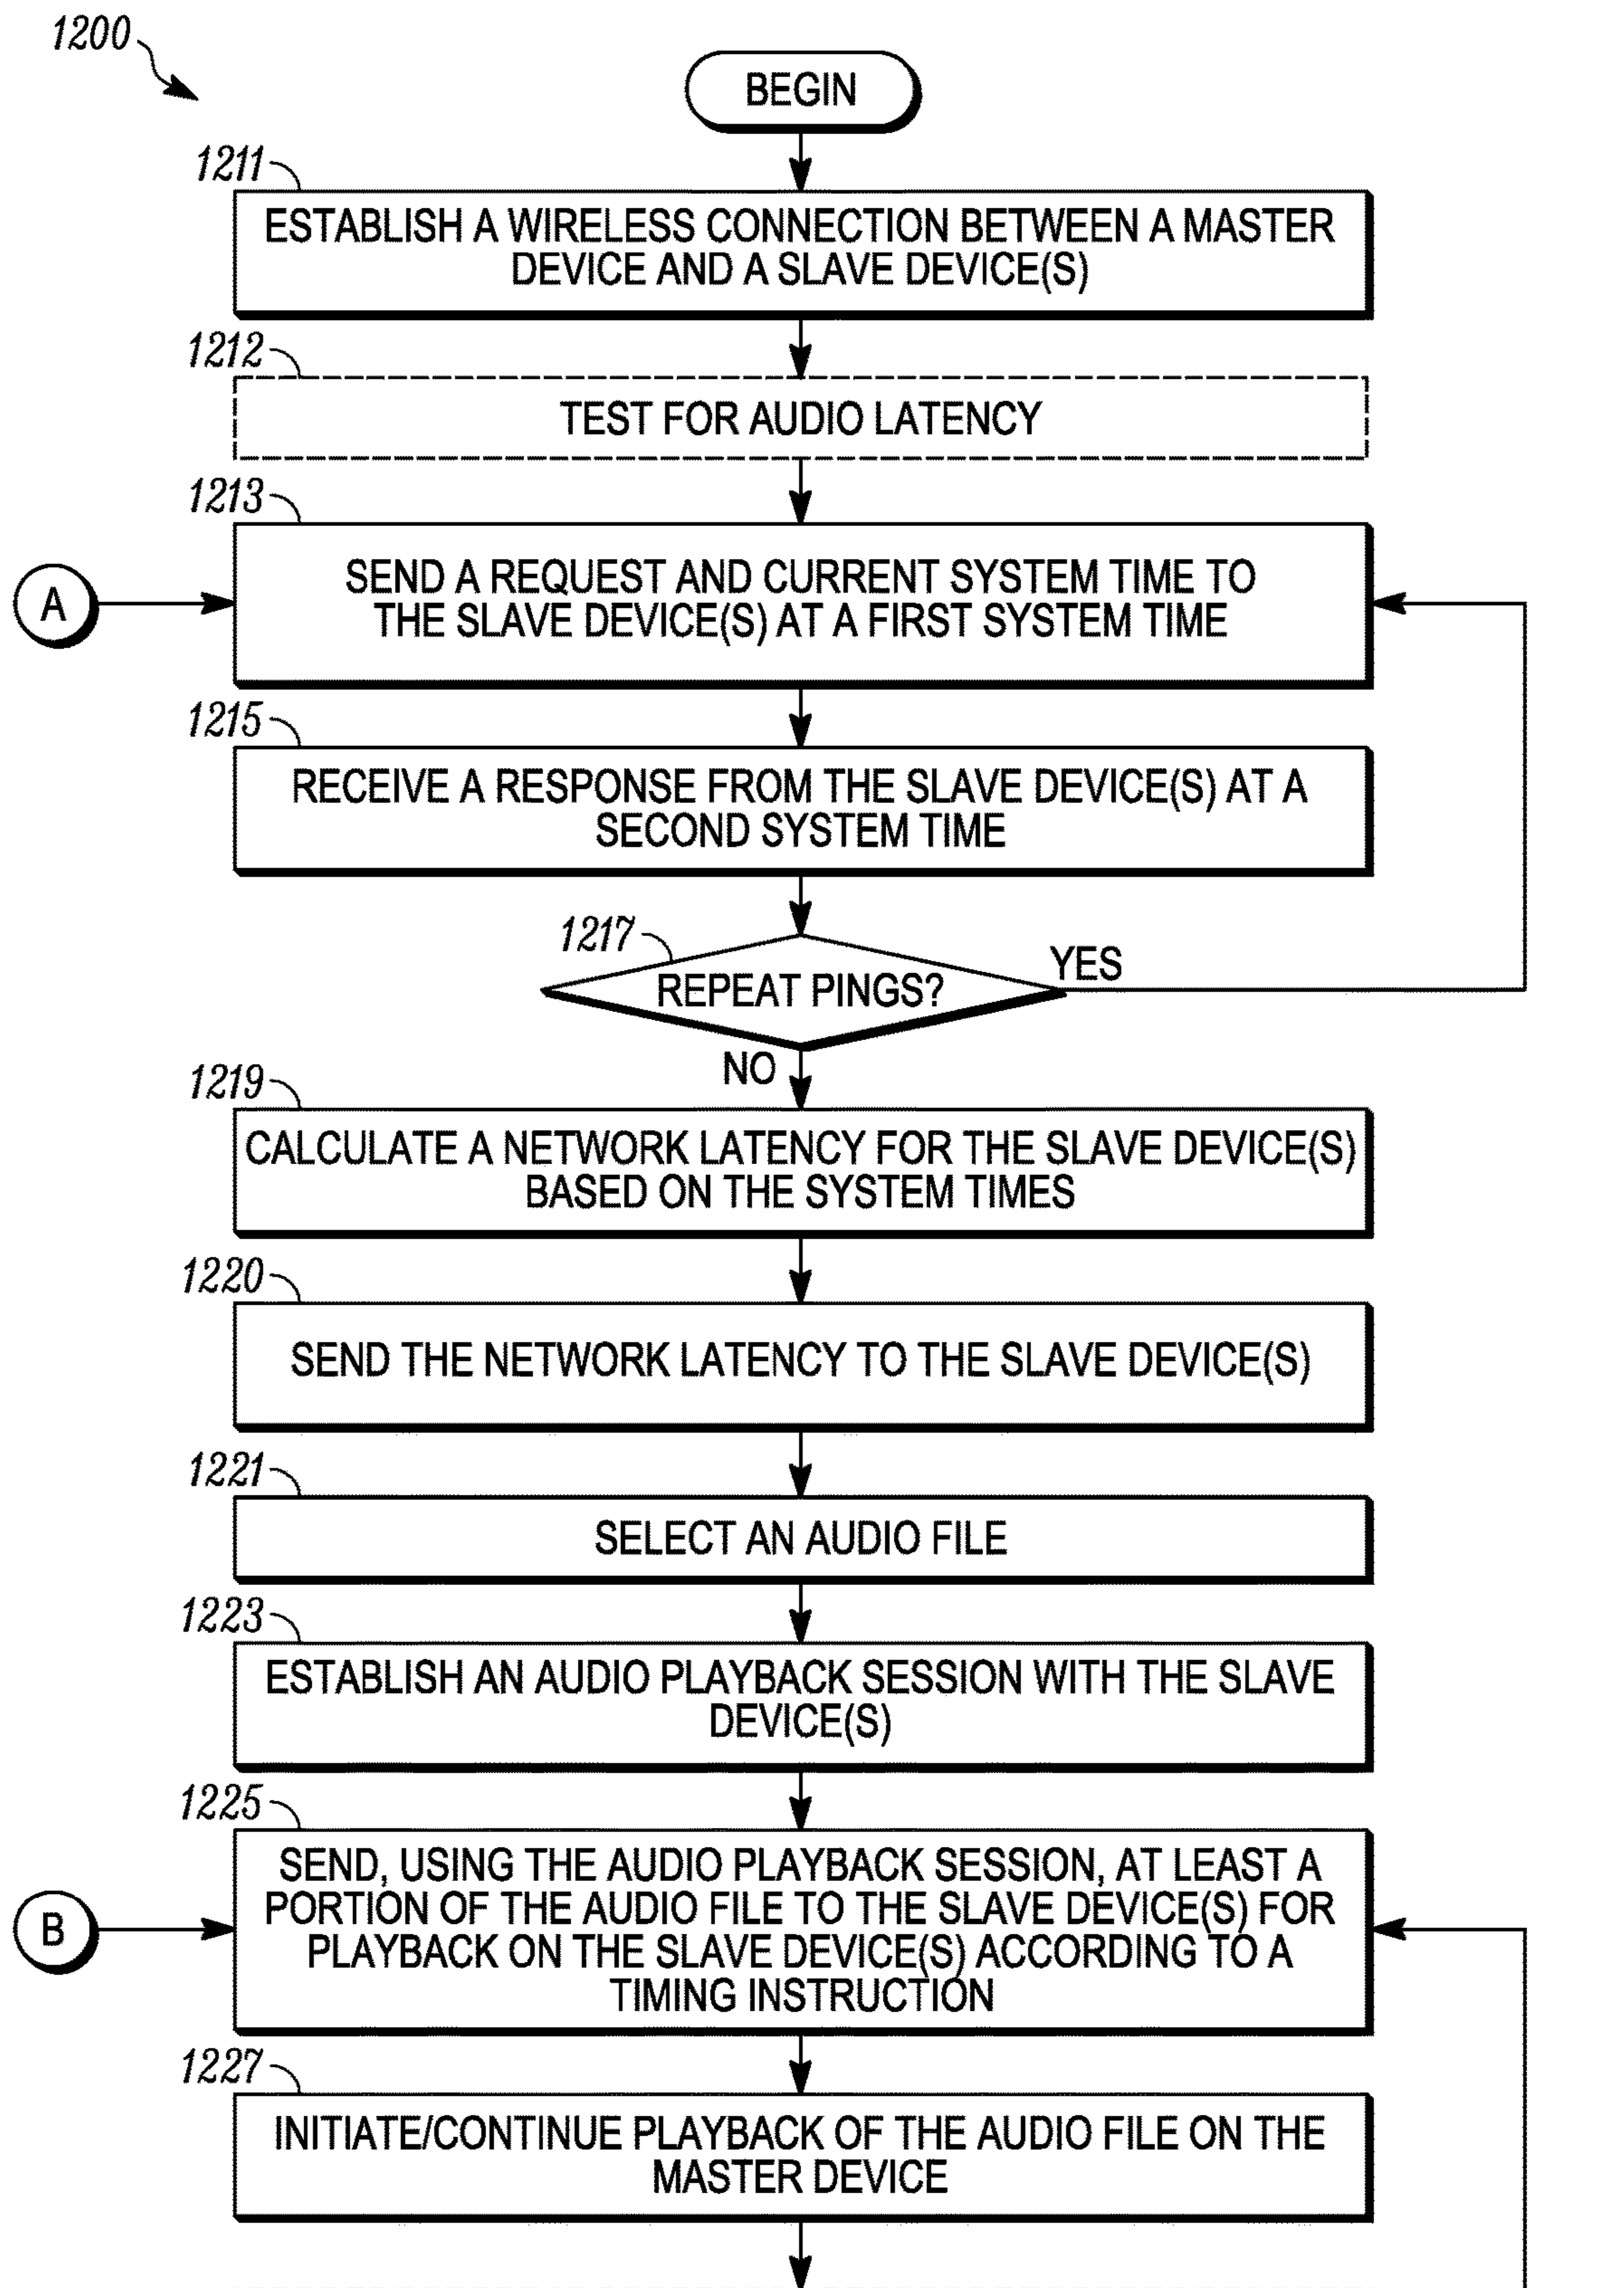 1200
BEGIN
1211
ESTABLISH A WIRELESS CONNECTION BETWEEN A MASTER
DEVICE AND A SLAVE DEVICE(S)
1212
TEST FOR AUDIO LATENCY
1213
SEND A REQUEST AND CURRENT SYSTEM TIME TO
THE SLAVE DEVICE(S) AT A FIRST SYSTEM TIME
A
1215
RECEIVE A RESPONSE FROM THE SLAVE DEVICE(S) AT A
SECOND SYSTEM TIME
1217
REPEAT PINGS?
YES
NO
1219
CALCULATE A NETWORK LATENCY FOR THE SLAVE DEVICE(S)
BASED ON THE SYSTEM TIMES
1220
SEND THE NETWORK LATENCY TO THE SLAVE DEVICE(S)
1221
SELECT AN AUDIO FILE
1223
ESTABLISH AN AUDIO PLAYBACK SESSION WITH THE SLAVE
DEVICE(S)
1225
SEND, USING THE AUDIO PLAYBACK SESSION, AT LEAST A
PORTION OF THE AUDIO FILE TO THE SLAVE DEVICE(S) FOR
PLAYBACK ON THE SLAVE DEVICE(S) ACCORDING TO A
TIMING INSTRUCTION
B
1227
INITIATE/CONTINUE PLAYBACK OF THE AUDIO FILE ON THE
MASTER DEVICE